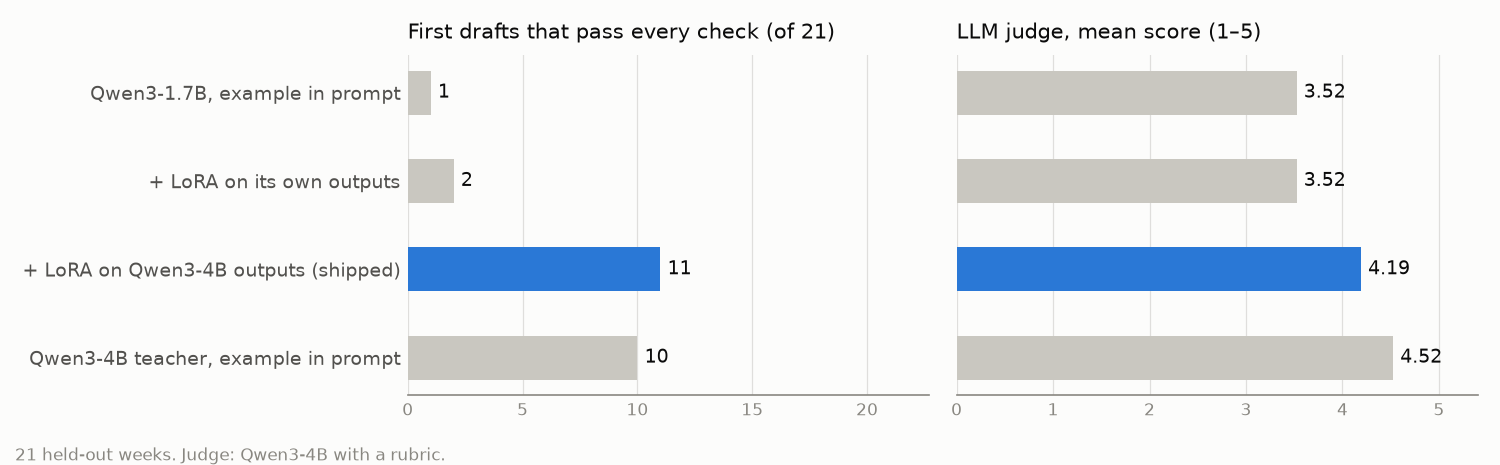 First drafts that pass every check (of 21)
LLM judge, mean score (1–5)
Qwen3-1.7B, example in prompt
1
3.52
+ LoRA on its own outputs
2
3.52
+ LoRA on Qwen3-4B outputs (shipped)
11
4.19
Qwen3-4B teacher, example in prompt
10
4.52
0 5 10 15 20
0 1 2 3 4 5
21 held-out weeks. Judge: Qwen3-4B with a rubric.